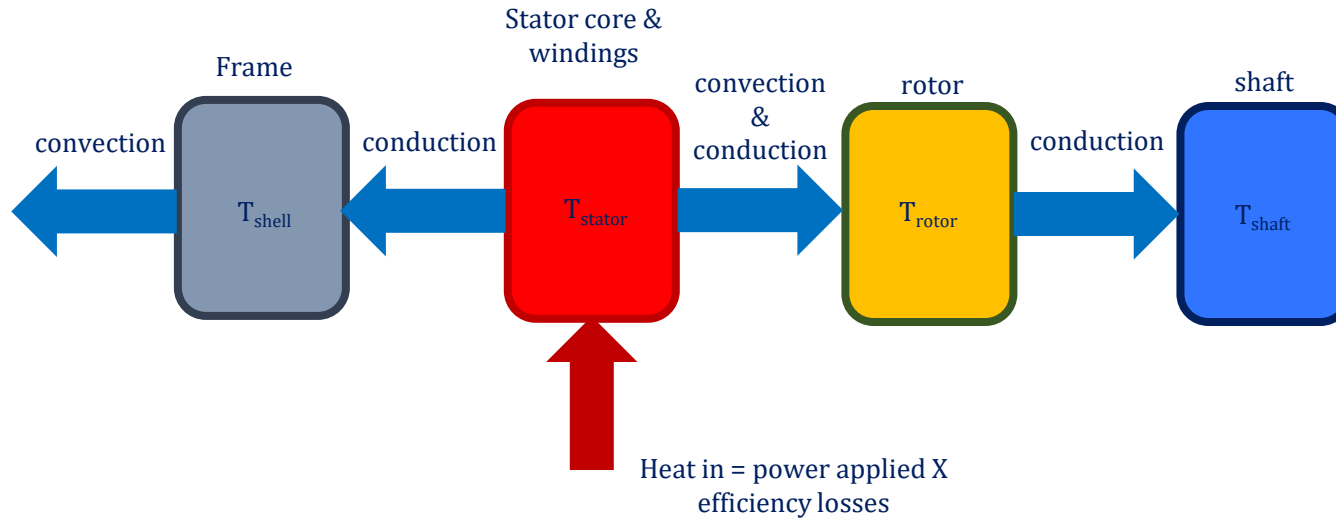 Stator core &
windings
Frame
convection
&
conduction
rotor
shaft
convection
conduction
conduction
T_shell
T_stator
T_rotor
T_shaft
Heat in = power applied X
efficiency losses